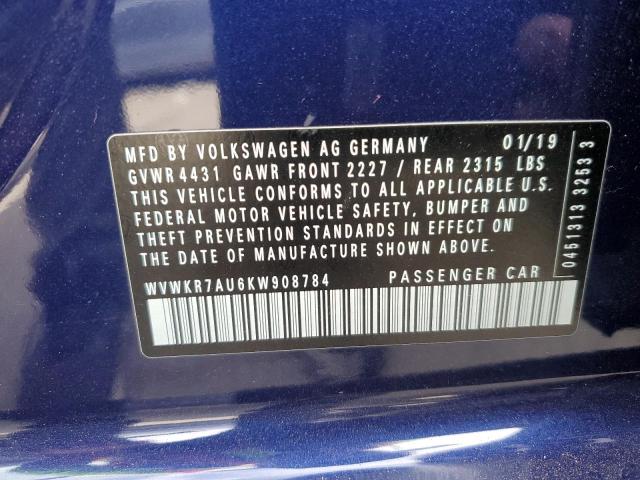 MFD BY VOLKSWAGEN AG GERMANY 01/19
GVWR 4431 GAWR FRONT 2227 / REAR 2315 LBS
THIS VEHICLE CONFORMS TO ALL APPLICABLE U.S.
FEDERAL MOTOR VEHICLE SAFETY, BUMPER AND
THEFT PREVENTION STANDARDS IN EFFECT ON
THE DATE OF MANUFACTURE SHOWN ABOVE.
WVWKR7AU6KW908784 PASSENGER CAR
0451313 3253 3